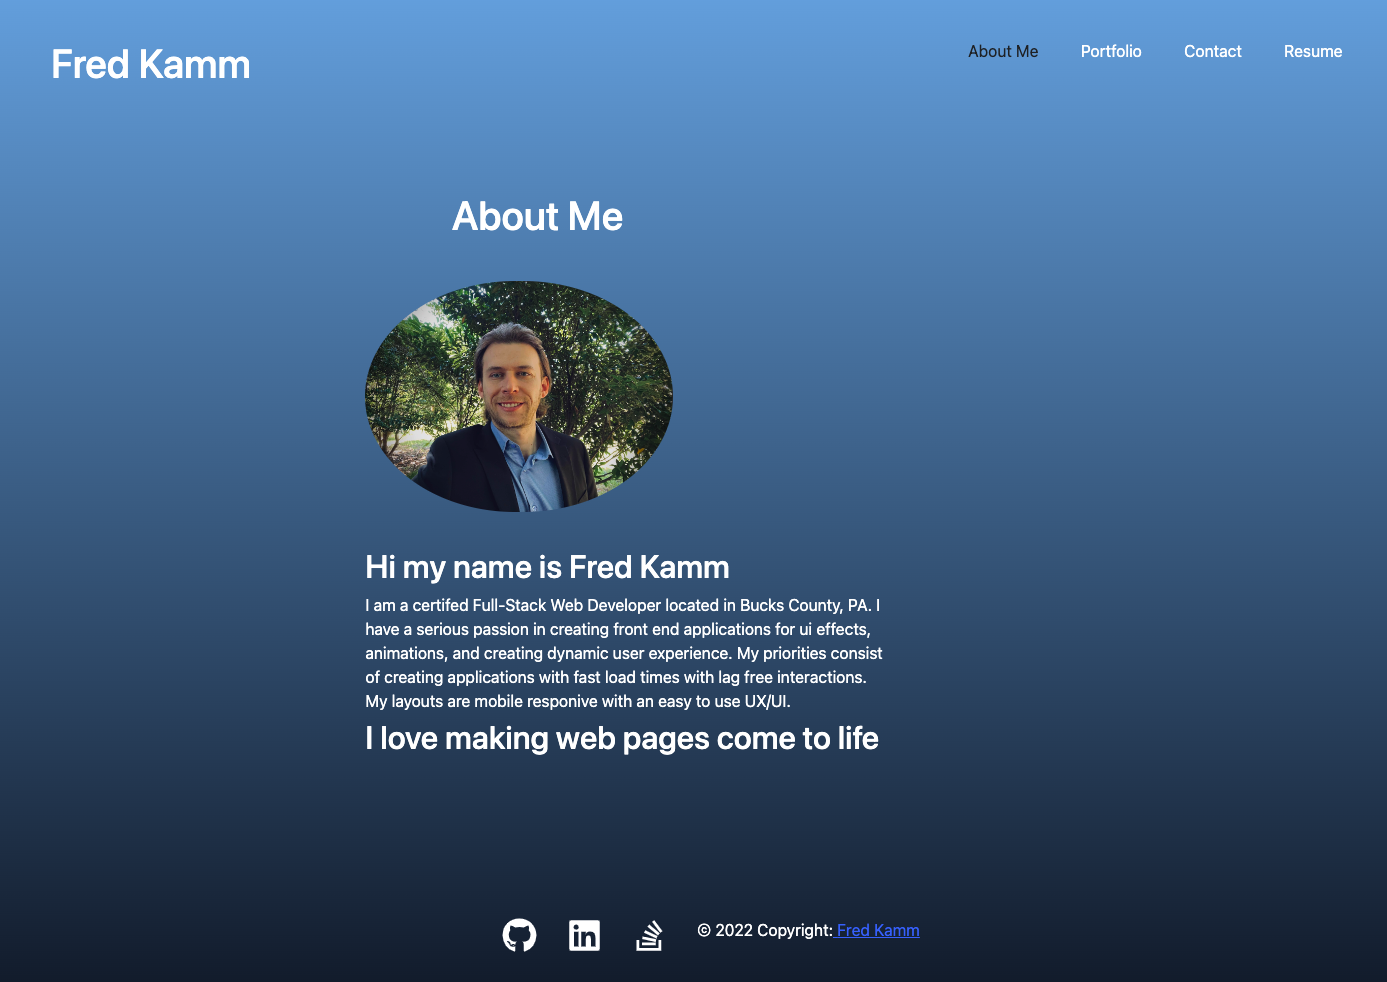 Fred Kamm
About Me
Portfolio
Contact
Resume
About Me
Hi my name is Fred Kamm
I am a certifed Full-Stack Web Developer located in Bucks County, PA. I
have a serious passion in creating front end applications for ui effects,
animations, and creating dynamic user experience. My priorities consist
of creating applications with fast load times with lag free interactions.
My layouts are mobile responive with an easy to use UX/UI.
I love making web pages come to life
in
© 2022 Copyright: Fred Kamm